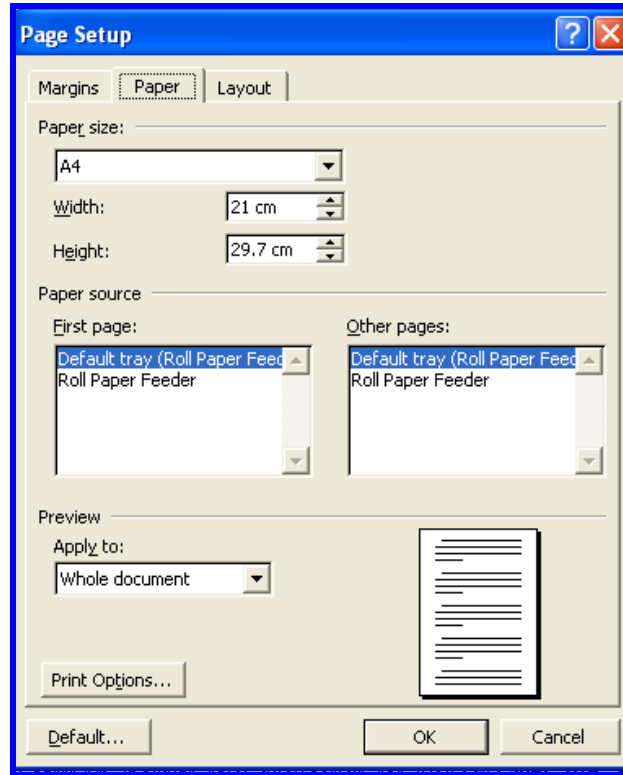 Page Setup
Margins Paper Layout
Paper size:
A4
Width: 21 cm
Height: 29.7 cm
Paper source
First page:
Default tray (Roll Paper Feed
Roll Paper Feeder
Other pages:
Default tray (Roll Paper Feed
Roll Paper Feeder
Preview
Apply to:
Whole document
Print Options...
Default... OK Cancel